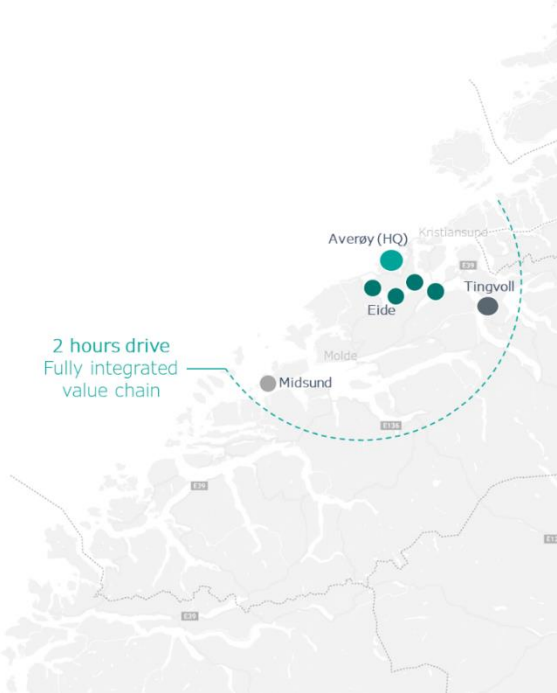 Kristiansund
Averøy (HQ)
E39
Tingvoll
Eide
2 hours drive
Fully integrated
value chain
Molde
Midsund
E136
E39
E39